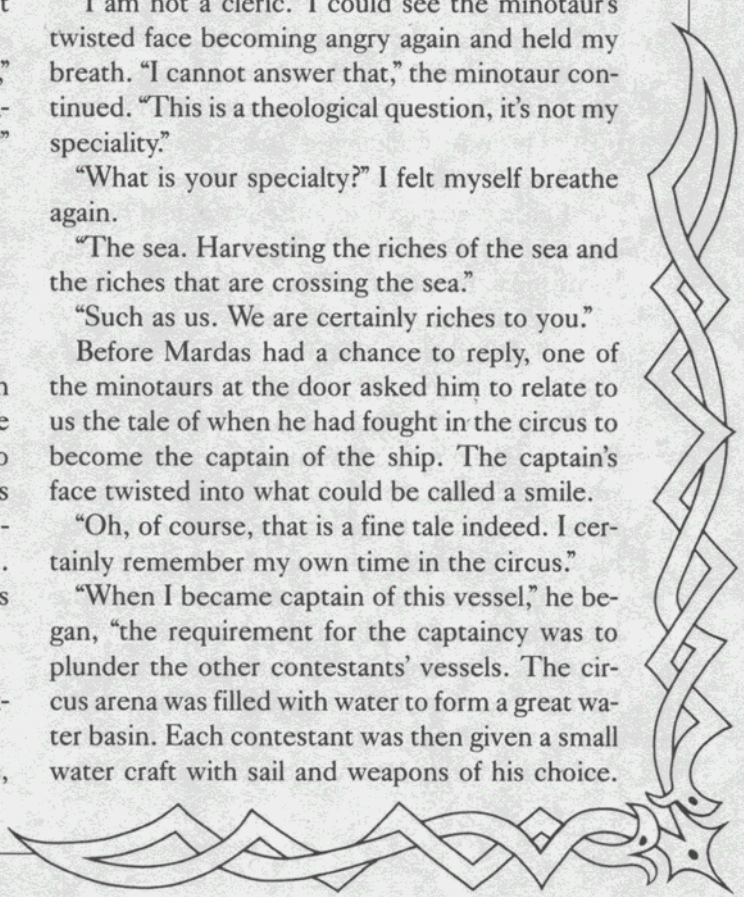 t
,"
-
"
n
e
o
s
-
.
s
-
,
"I am not a cleric." I could see the minotaur's
twisted face becoming angry again and held my
breath. "I cannot answer that," the minotaur con-
tinued. "This is a theological question, it's not my
speciality."
"What is your specialty?" I felt myself breathe
again.
"The sea. Harvesting the riches of the sea and
the riches that are crossing the sea."
"Such as us. We are certainly riches to you."
Before Mardas had a chance to reply, one of
the minotaurs at the door asked him to relate to
us the tale of when he had fought in the circus to
become the captain of the ship. The captain's
face twisted into what could be called a smile.
"Oh, of course, that is a fine tale indeed. I cer-
tainly remember my own time in the circus."
"When I became captain of this vessel," he be-
gan, "the requirement for the captaincy was to
plunder the other contestants' vessels. The cir-
cus arena was filled with water to form a great wa-
ter basin. Each contestant was then given a small
water craft with sail and weapons of his choice.